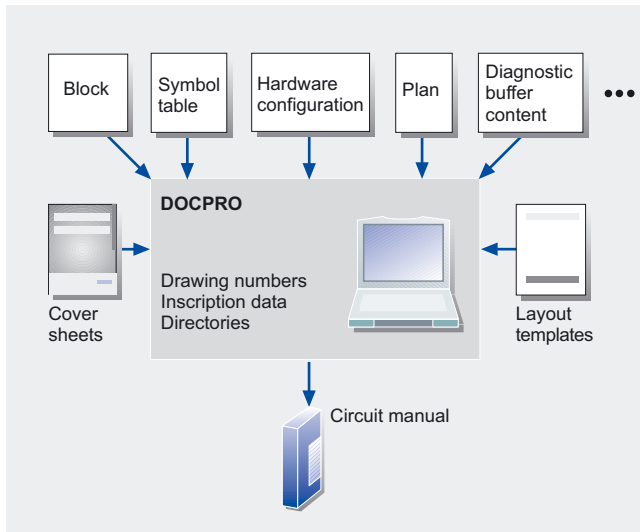 Block
Symbol
table
Hardware
configuration
Plan
Diagnostic
buffer
content
DOCPRO
Drawing numbers
Inscription data
Directories
Cover
sheets
Layout
templates
Circuit manual